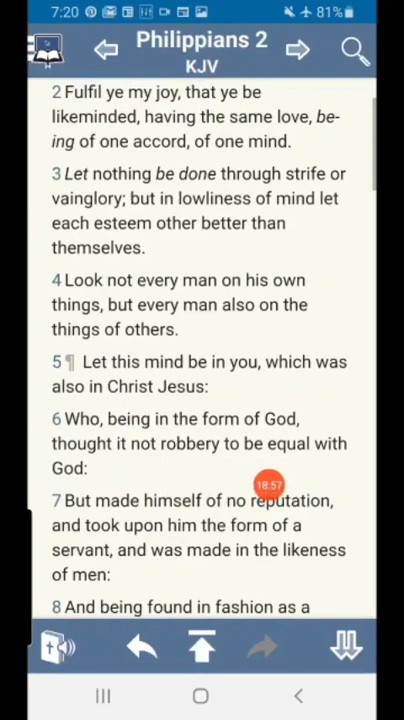 7:20 81%
Philippians 2
KJV
2 Fulfil ye my joy, that ye be
likeminded, having the same love, be-
ing of one accord, of one mind.
3 Let nothing be done through strife or
vainglory; but in lowliness of mind let
each esteem other better than
themselves.
4 Look not every man on his own
things, but every man also on the
things of others.
5 ¶ Let this mind be in you, which was
also in Christ Jesus:
6 Who, being in the form of God,
thought it not robbery to be equal with
God:
18:57
7 But made himself of no reputation,
and took upon him the form of a
servant, and was made in the likeness
of men:
8 And being found in fashion as a